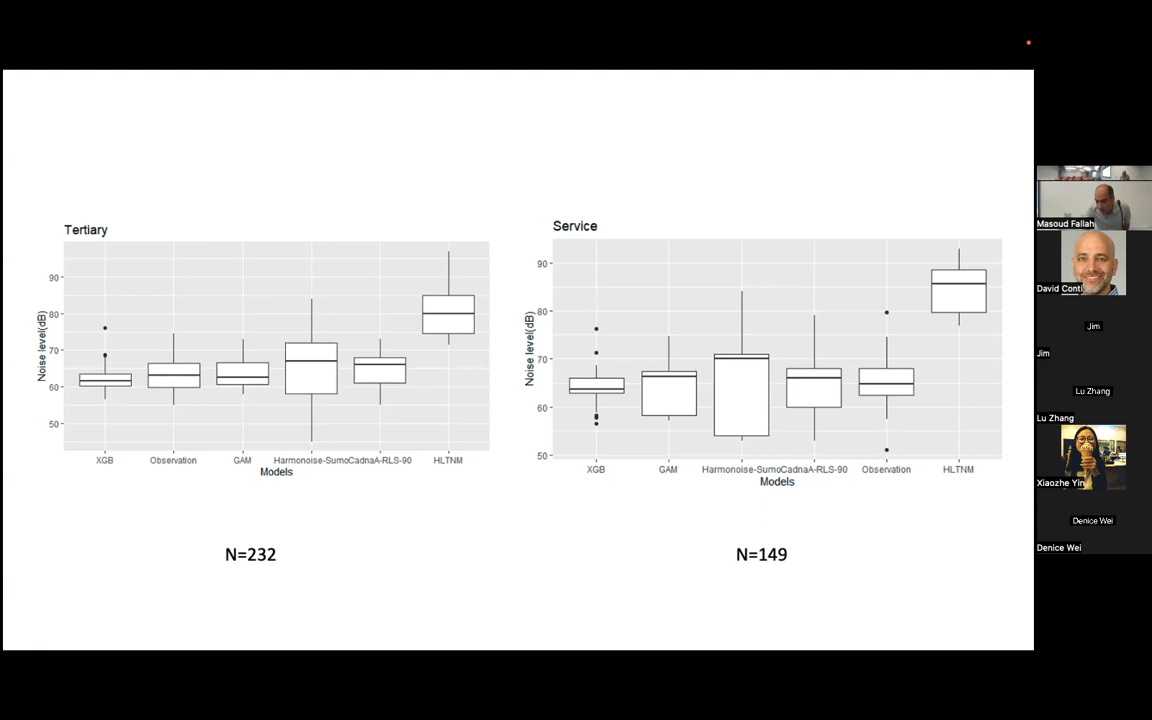 Tertiary
90
80
70
60
50
Noise level(dB)
XGB
Observation
GAM
Harmonoise-Sumo
CadnaA-RLS-90
HLTNM
Models
N=232
Service
90
80
70
60
50
Noise level(dB)
XGB
GAM
Harmonoise-Sumo
CadnaA-RLS-90
Observation
HLTNM
Models
N=149
Masoud Fallah
David Conti
Jim
Jim
Lu Zhang
Lu Zhang
Xiaozhe Yin
Denice Wei
Denice Wei